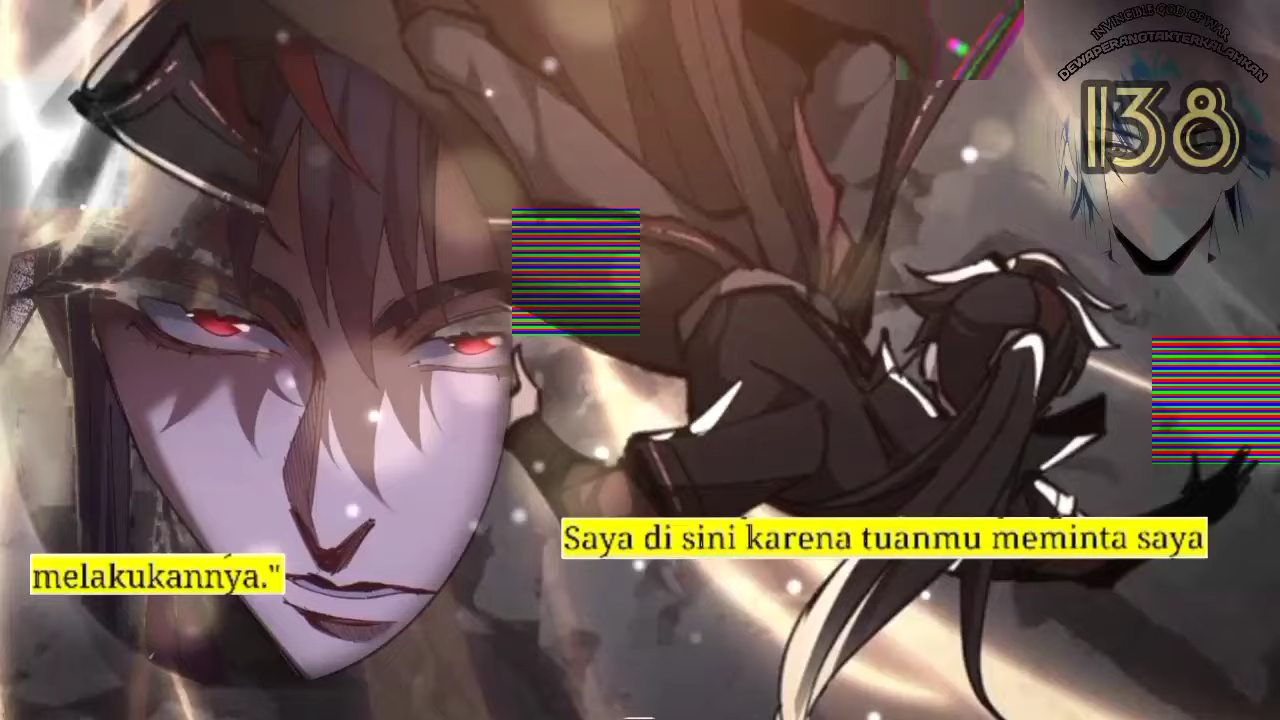 INVINCIBLE GOD OF WAR
DEWAPERANGTAKTERKALAHKAN
138
Saya di sini karena tuanmu meminta saya
melakukannya."